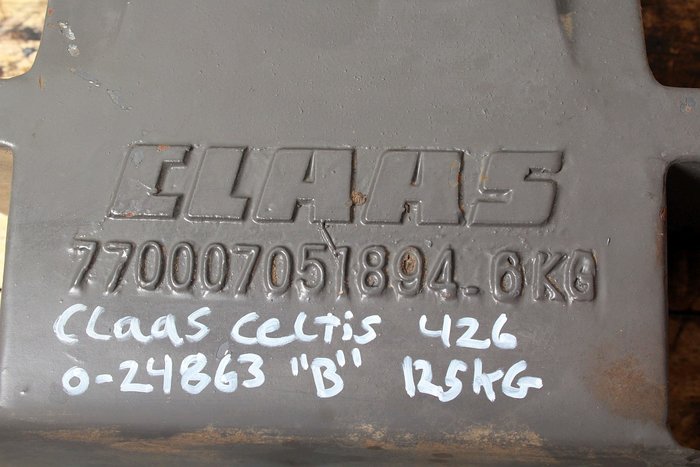 CLAAS
770007051894.6KG
CLaas CeLTis 426
0-24863 "B" 125KG